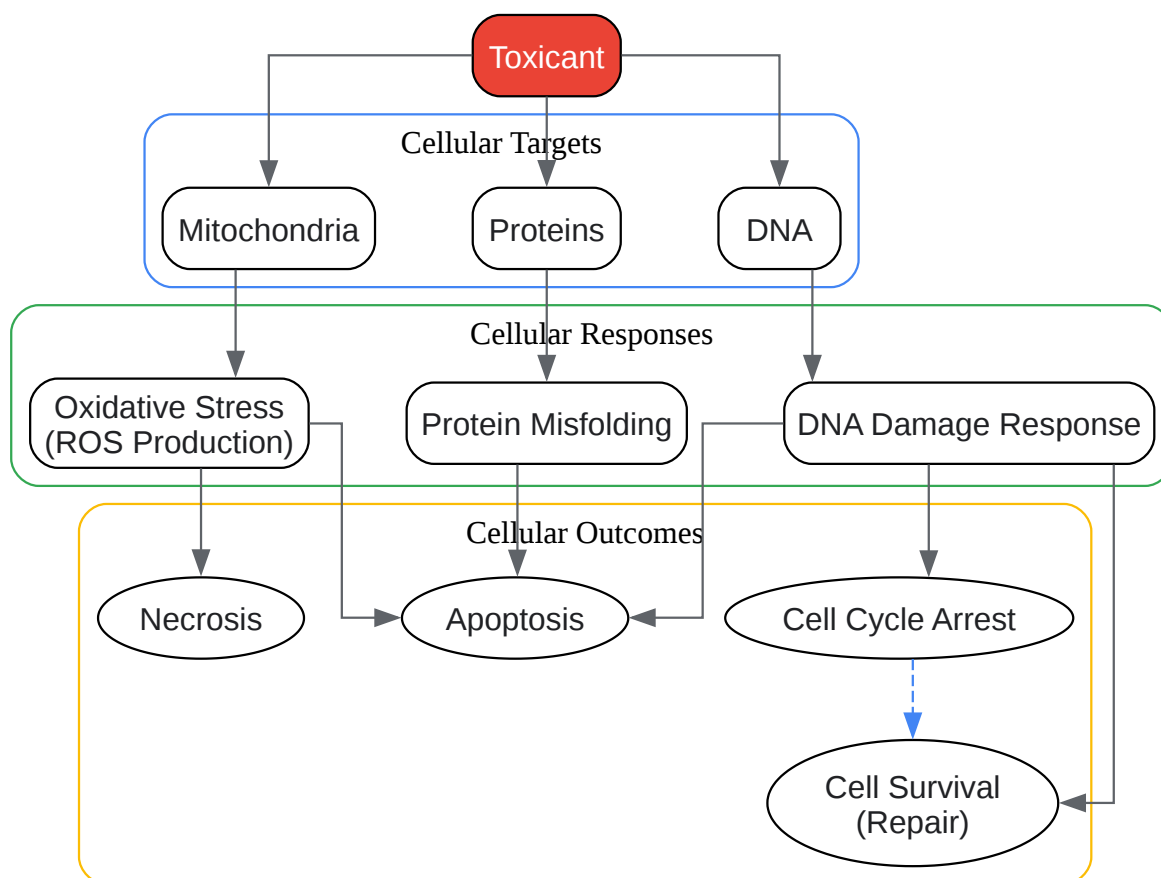 Toxicant
Cellular Targets
Mitochondria
Proteins
DNA
Cellular Responses
Oxidative Stress
(ROS Production)
Protein Misfolding
DNA Damage Response
Cellular Outcomes
Necrosis
Apoptosis
Cell Cycle Arrest
Cell Survival
(Repair)